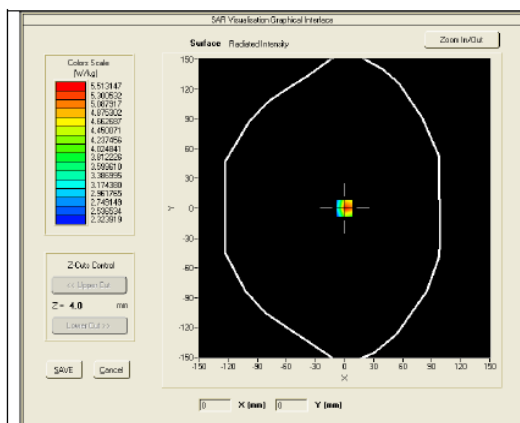 SAR Visualisation Graphical Interface
Surface Radiated Intensity
Zoom In/Out
Colors Scale
[W/kg]
5.513147
5.300532
5.087917
4.875302
4.662687
4.450071
4.237456
4.024841
3.812226
3.599610
3.386995
3.174380
2.961765
2.749149
2.536534
2.323919
Z-Cuts Control
<< Upper Cut
Z = 4.0 mm
Lower Cut >>
SAVE Cancel
150
120
90
60
30
0
-30
-60
-90
-120
-150
Y
-150 -120 -90 -60 -30 0 30 60 90 120 150
X
0 X (mm) 0 Y (mm)